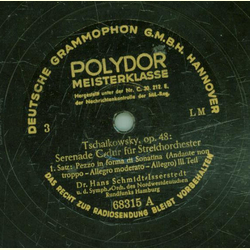 DEUTSCHE GRAMMOPHON G.M.B.H. HANNOVER
POLYDOR
MEISTERKLASSE
Hergestellt unter der Nr. C. 30 212 E.
der Nachrichtenkontrolle der Mil.-Reg.
3
LM
Tschaikowsky, op. 48:
Serenade C-dur für Streichorchester
1. Satz: Pezzo in forma di Sonatina (Andante non
troppo - Allegro moderato - Allegro) III. Teil
Dr. Hans Schmidt-Isserstedt
u. d. Symph.-Orch. des Nordwestdeutschen
Rundfunks Hamburg
68315 A
DAS RECHT ZUR RADIOSENDUNG BLEIBT VORBEHALTEN